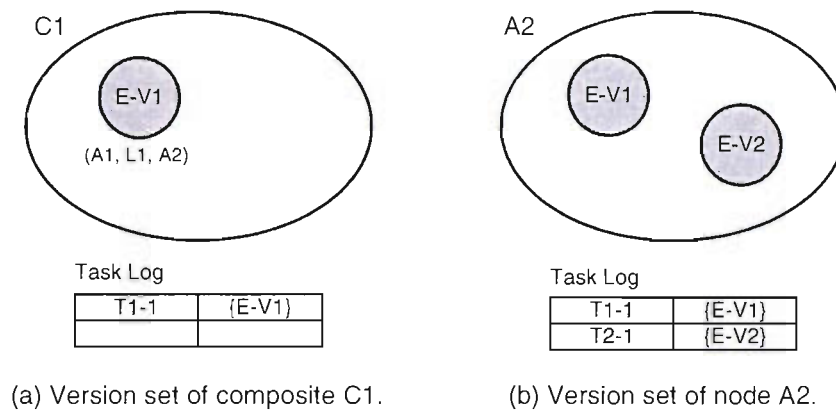 C1
E-V1
(A1, L1, A2)
Task Log
T1-1 {E-V1}
(a) Version set of composite C1.
A2
E-V1
E-V2
Task Log
T1-1 {E-V1}
T2-1 {E-V2}
(b) Version set of node A2.